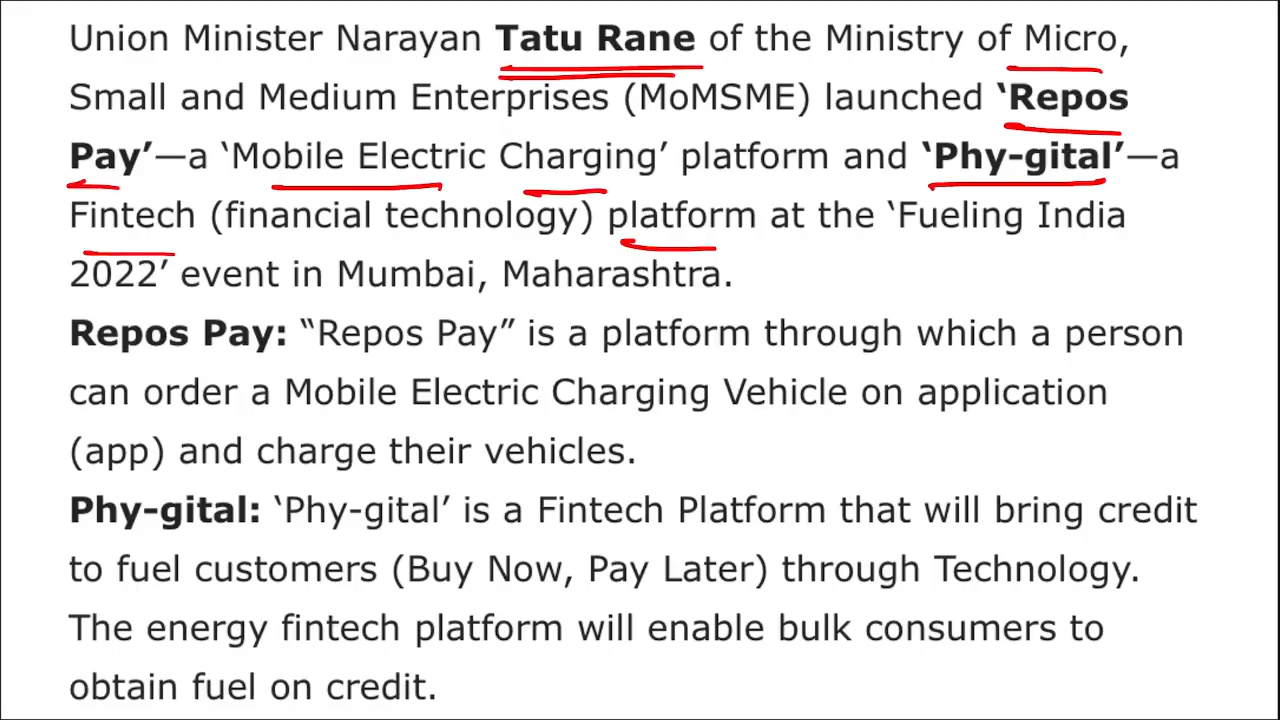 Union Minister Narayan Tatu Rane of the Ministry of Micro,
Small and Medium Enterprises (MoMSME) launched ‘Repos
Pay’—a ‘Mobile Electric Charging’ platform and ‘Phy-gital’—a
Fintech (financial technology) platform at the ‘Fueling India
2022’ event in Mumbai, Maharashtra.
Repos Pay: “Repos Pay” is a platform through which a person
can order a Mobile Electric Charging Vehicle on application
(app) and charge their vehicles.
Phy-gital: ‘Phy-gital’ is a Fintech Platform that will bring credit
to fuel customers (Buy Now, Pay Later) through Technology.
The energy fintech platform will enable bulk consumers to
obtain fuel on credit.